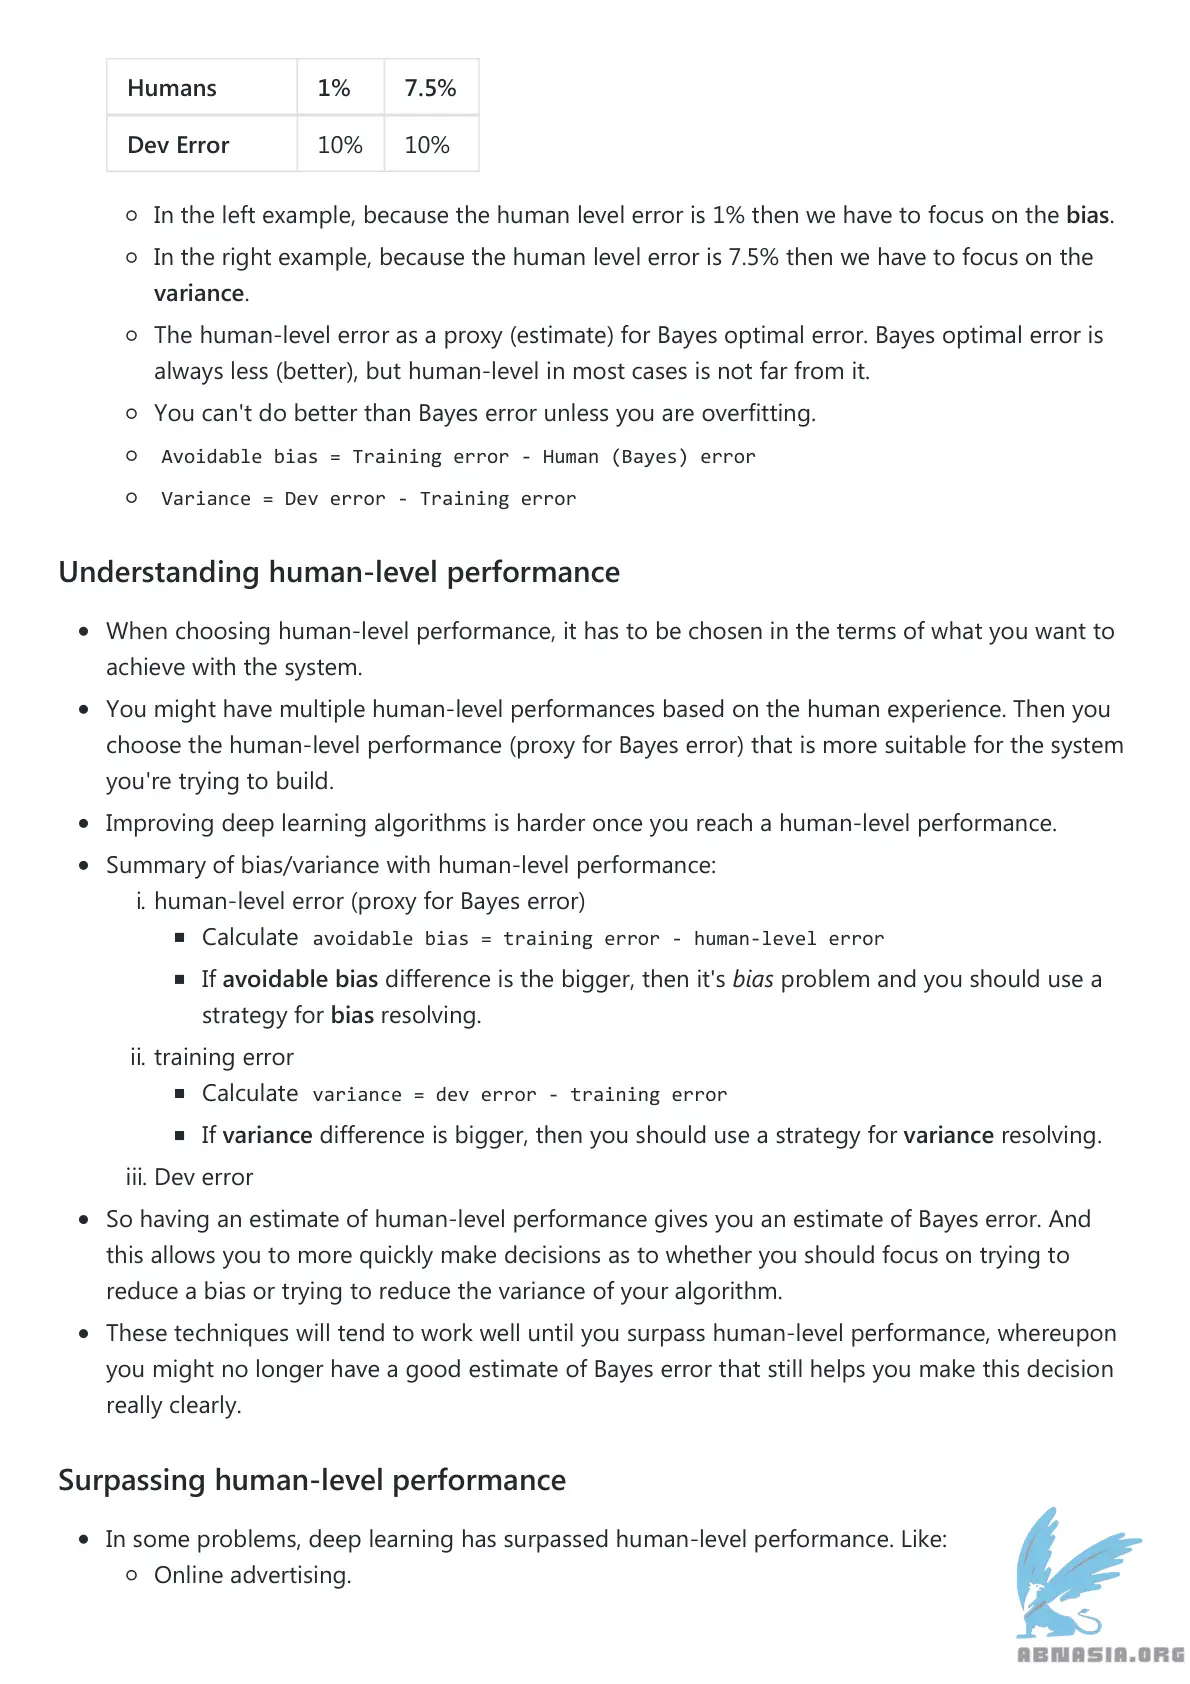 Humans 1% 7.5%
Dev Error 10% 10%
In the left example, because the human level error is 1% then we have to focus on the bias.
In the right example, because the human level error is 7.5% then we have to focus on the
variance.
The human-level error as a proxy (estimate) for Bayes optimal error. Bayes optimal error is
always less (better), but human-level in most cases is not far from it.
You can't do better than Bayes error unless you are overfitting.
Avoidable bias = Training error - Human (Bayes) error
Variance = Dev error - Training error
Understanding human-level performance
When choosing human-level performance, it has to be chosen in the terms of what you want to
achieve with the system.
You might have multiple human-level performances based on the human experience. Then you
choose the human-level performance (proxy for Bayes error) that is more suitable for the system
you're trying to build.
Improving deep learning algorithms is harder once you reach a human-level performance.
Summary of bias/variance with human-level performance:
i. human-level error (proxy for Bayes error)
Calculate avoidable bias = training error - human-level error
If avoidable bias difference is the bigger, then it's bias problem and you should use a
strategy for bias resolving.
ii. training error
Calculate variance = dev error - training error
If variance difference is bigger, then you should use a strategy for variance resolving.
iii. Dev error
So having an estimate of human-level performance gives you an estimate of Bayes error. And
this allows you to more quickly make decisions as to whether you should focus on trying to
reduce a bias or trying to reduce the variance of your algorithm.
These techniques will tend to work well until you surpass human-level performance, whereupon
you might no longer have a good estimate of Bayes error that still helps you make this decision
really clearly.
Surpassing human-level performance
In some problems, deep learning has surpassed human-level performance. Like:
Online advertising.
ABNASIA.ORG